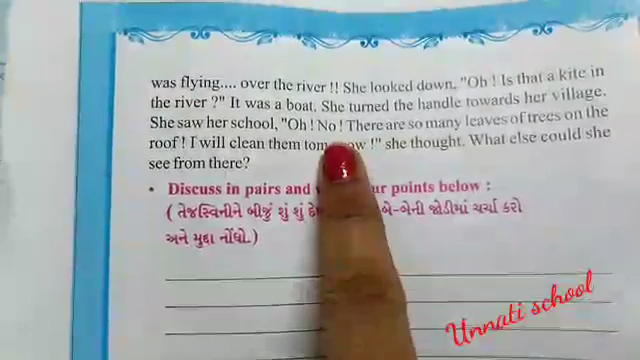 was flying.... over the river !! She looked down, "Oh ! Is that a kite in
the river ?" It was a boat. She turned the handle towards her village.
She saw her school, "Oh ! No ! There are so many leaves of trees on the
roof ! I will clean them tom ow !" she thought. What else could she
see from there?
• Discuss in pairs and ur points below :
( તેજસ્વિનીને બીજું શું શું બે-બેની જોડીમાં ચર્ચા કરો
અને મુદ્દા નોંધો.)
Unnati school